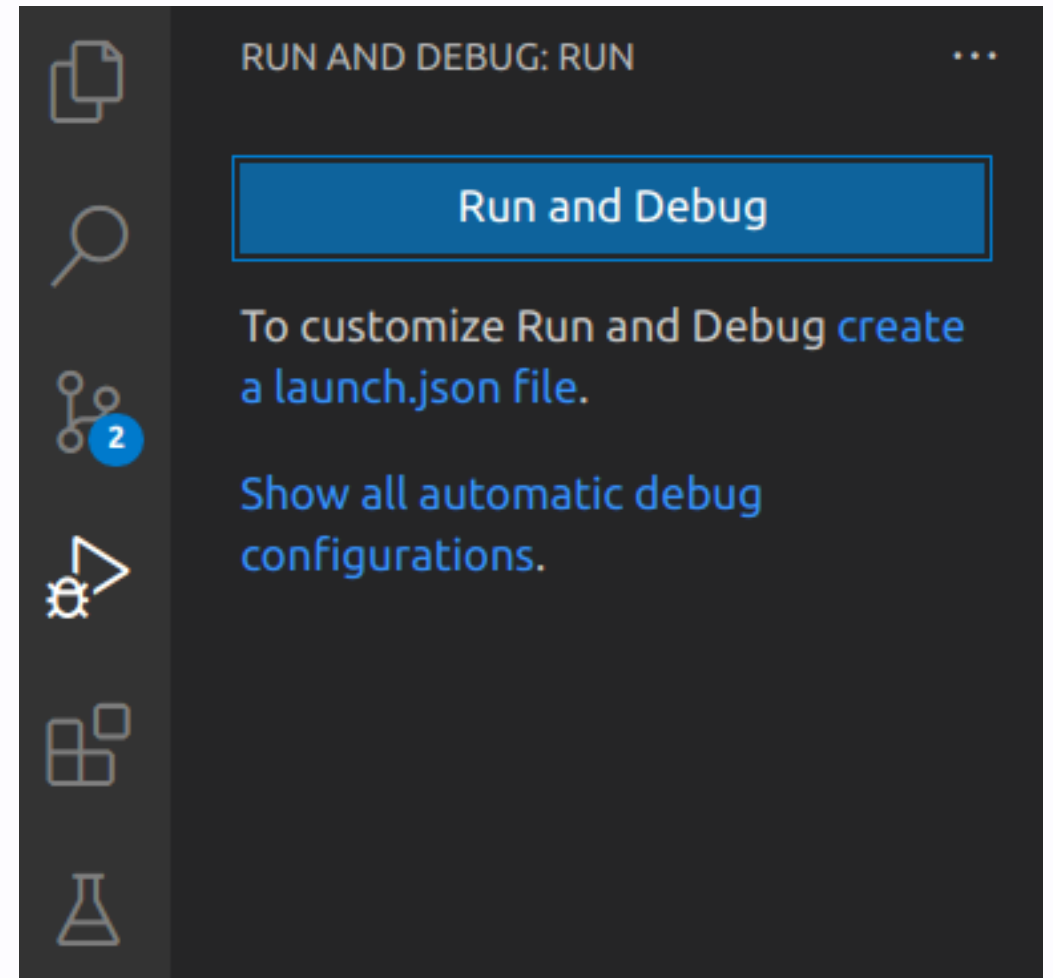 RUN AND DEBUG: RUN
Run and Debug
To customize Run and Debug create
a launch.json file.
2
Show all automatic debug
configurations.